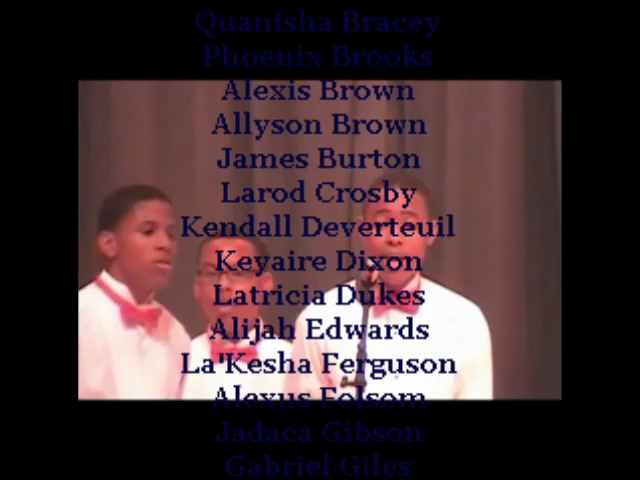 Quanisha Bracey
Phoenix Brooks
Alexis Brown
Allyson Brown
James Burton
Larod Crosby
Kendall Deverteuil
Keyaire Dixon
Latricia Dukes
Alijah Edwards
La'Kesha Ferguson
Alexus Folsom
Jadaca Gibson
Gabriel Giles